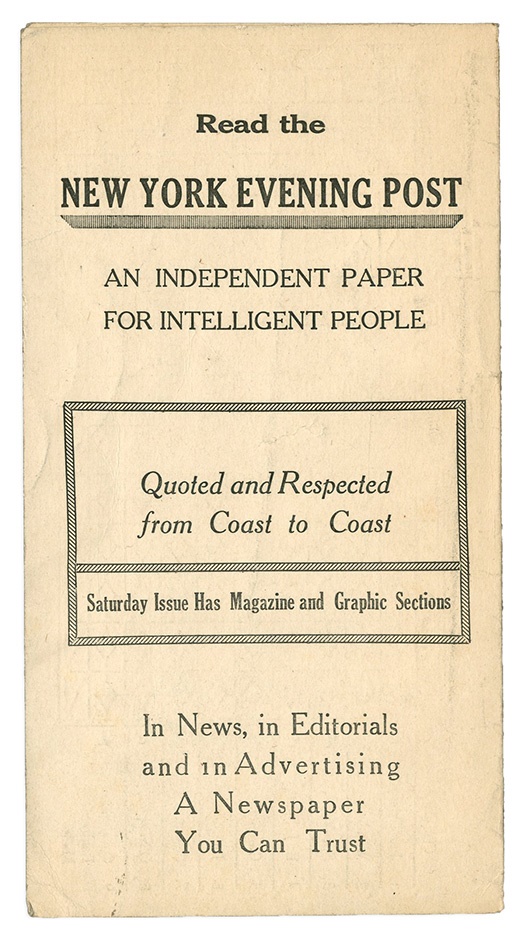 Read the
NEW YORK EVENING POST
AN INDEPENDENT PAPER
FOR INTELLIGENT PEOPLE
Quoted and Respected
from Coast to Coast
Saturday Issue Has Magazine and Graphic Sections
In News, in Editorials
and in Advertising
A Newspaper
You Can Trust